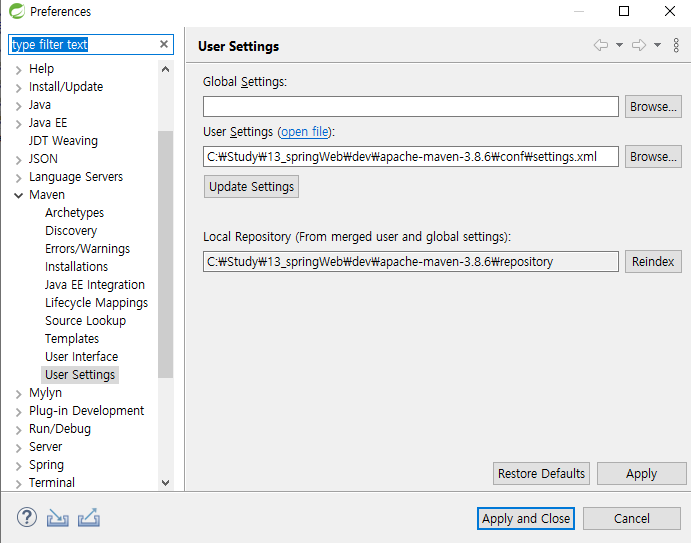 Preferences
type filter text
Help
Install/Update
Java
Java EE
JDT Weaving
JSON
Language Servers
Maven
Archetypes
Discovery
Errors/Warnings
Installations
Java EE Integration
Lifecycle Mappings
Source Lookup
Templates
User Interface
User Settings
Mylyn
Plug-in Development
Run/Debug
Server
Spring
Terminal
User Settings
Global Settings:
Browse...
User Settings (open file):
C:₩Study₩13_springWeb₩dev₩apache-maven-3.8.6₩conf₩settings.xml
Browse...
Update Settings
Local Repository (From merged user and global settings):
C:₩Study₩13_springWeb₩dev₩apache-maven-3.8.6₩repository
Reindex
Restore Defaults
Apply
Apply and Close
Cancel